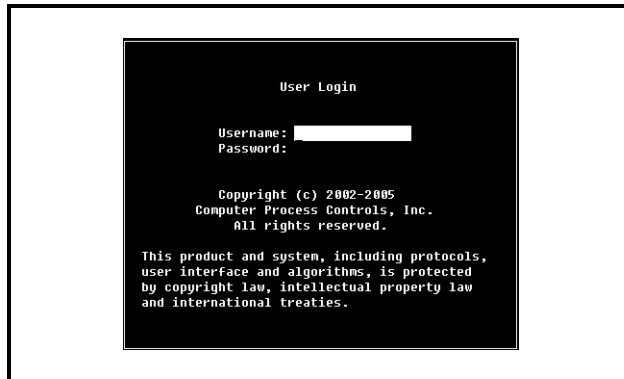 User Login
Username:
Password:
Copyright (c) 2002-2005
Computer Process Controls, Inc.
All rights reserved.
This product and system, including protocols,
user interface and algorithms, is protected
by copyright law, intellectual property law
and international treaties.